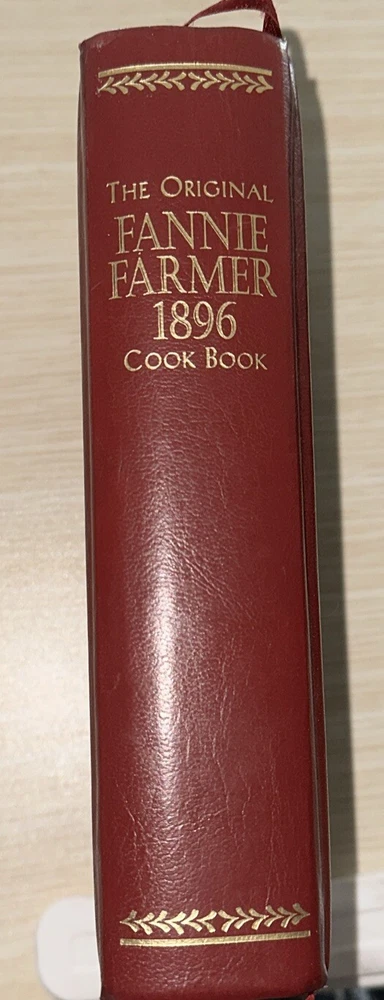 The Original
FANNIE
FARMER
1896
Cook Book